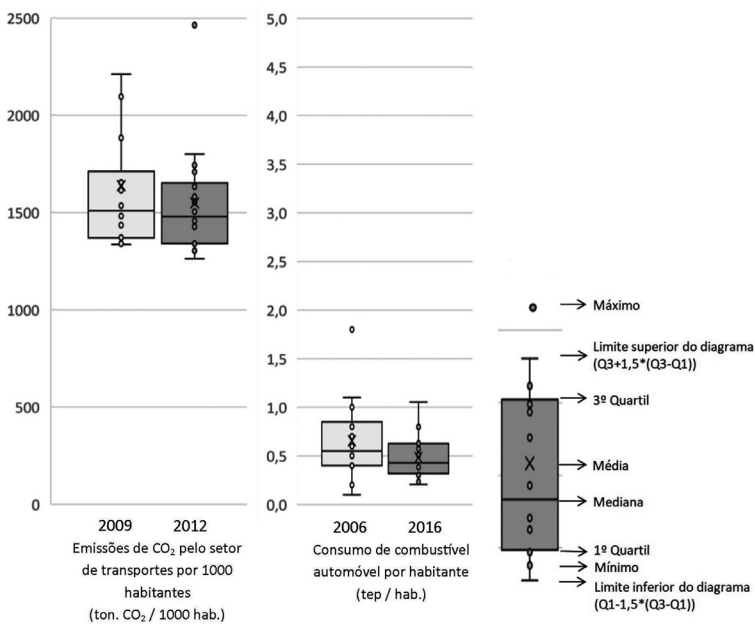 2500
2000
1500
1000
500
0
2009
2012
Emissões de CO₂ pelo setor
de transportes por 1000
habitantes
(ton. CO₂ / 1000 hab.)
5,0
4,5
4,0
3,5
3,0
2,5
2,0
1,5
1,0
0,5
0,0
2006
2016
Consumo de combustível
automóvel por habitante
(tep / hab.)
Máximo
Limite superior do diagrama
(Q3+1,5*(Q3-Q1))
3º Quartil
Média
Mediana
1º Quartil
Mínimo
Limite inferior do diagrama
(Q1-1,5*(Q3-Q1))